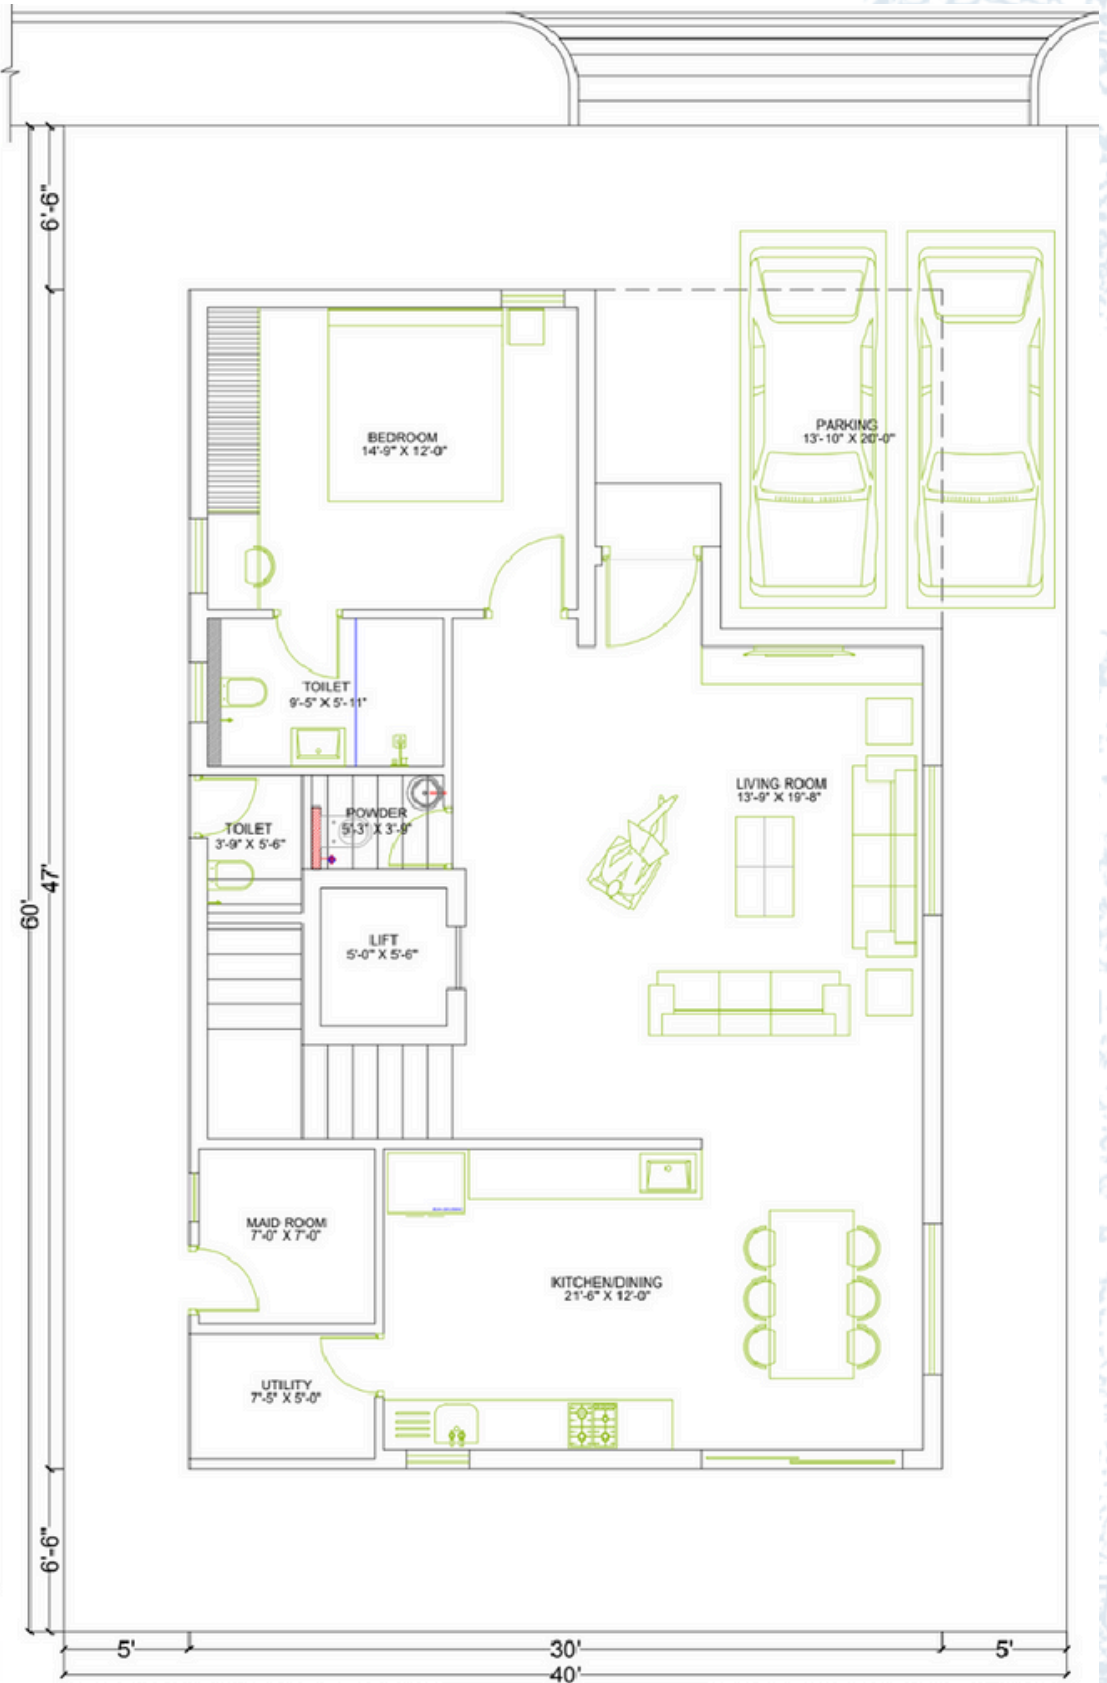 6'-6"
BEDROOM
14'-9" X 12'-0"
PARKING
13'-10" X 20'-0"
TOILET
9'-5" X 5'-11"
LIVING ROOM
13'-9" X 19'-8"
POWDER
5'-3" X 3'-9"
TOILET
3'-9" X 5'-6"
47'
60'
LIFT
5'-0" X 5'-6"
MAID ROOM
7'-0" X 7'-0"
KITCHEN/DINING
21'-6" X 12'-0"
UTILITY
7'-5" X 5'-0"
6'-6"
5'
30'
5'
40'